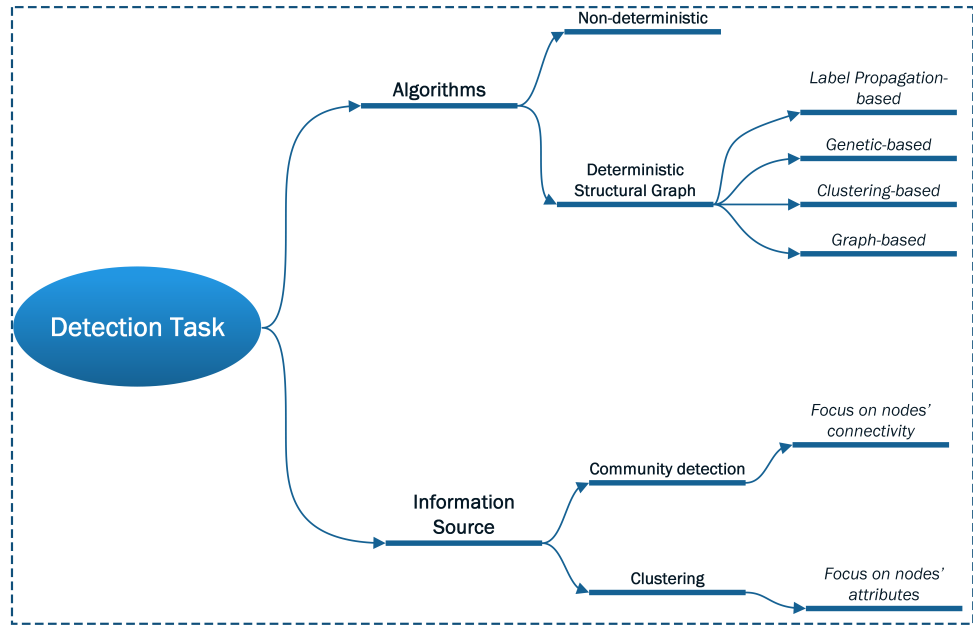 Non-deterministic
Algorithms
Label Propagation-
based
Genetic-based
Deterministic
Structural Graph
Clustering-based
Graph-based
Detection Task
Focus on nodes’
connectivity
Community detection
Information
Source
Clustering
Focus on nodes’
attributes